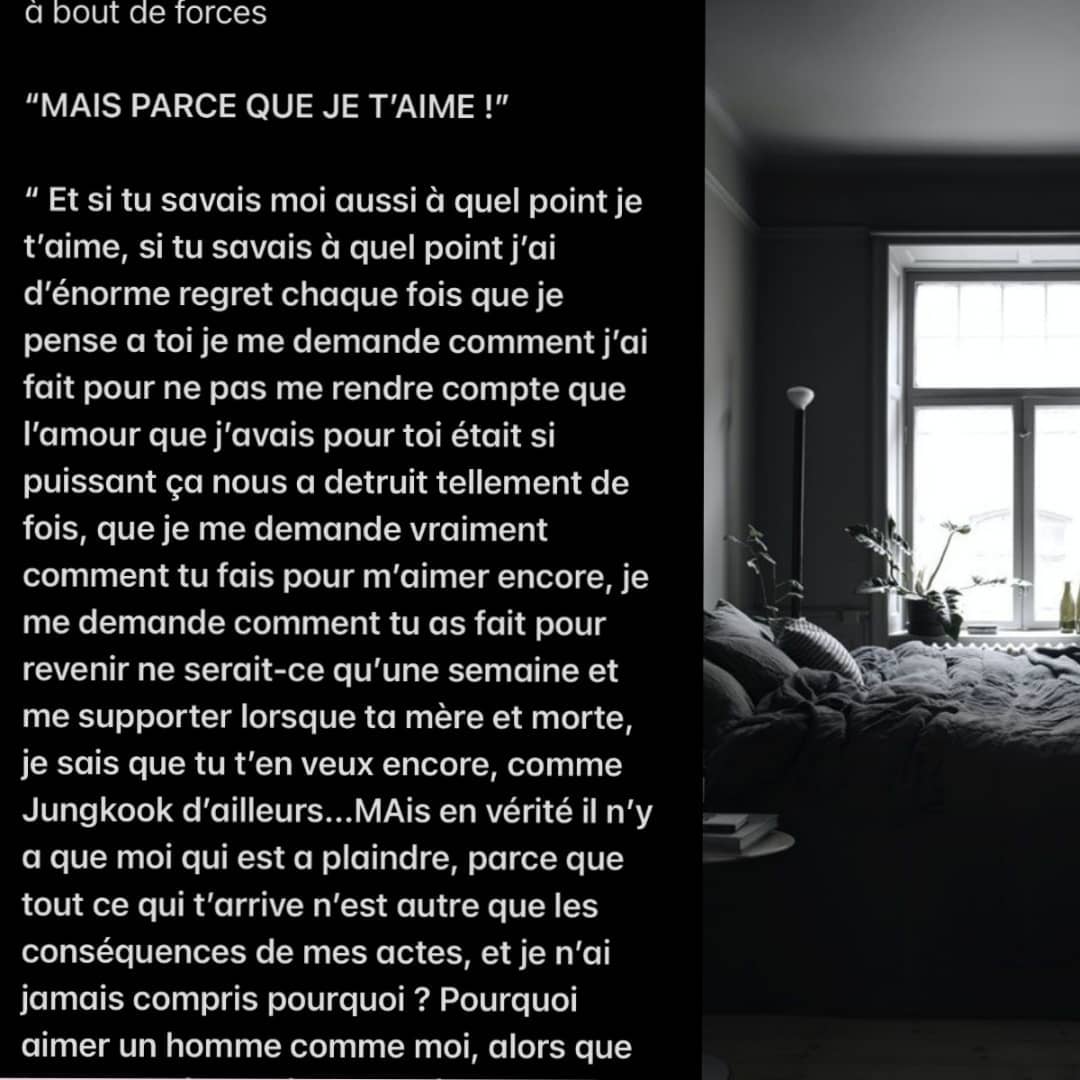 à bout de forces
“MAIS PARCE QUE JE T’AIME !”
“ Et si tu savais moi aussi à quel point je
t’aime, si tu savais à quel point j’ai
d’énorme regret chaque fois que je
pense a toi je me demande comment j’ai
fait pour ne pas me rendre compte que
l’amour que j’avais pour toi était si
puissant ça nous a detruit tellement de
fois, que je me demande vraiment
comment tu fais pour m’aimer encore, je
me demande comment tu as fait pour
revenir ne serait-ce qu’une semaine et
me supporter lorsque ta mère et morte,
je sais que tu t’en veux encore, comme
Jungkook d’ailleurs...MAis en vérité il n’y
a que moi qui est a plaindre, parce que
tout ce qui t’arrive n’est autre que les
conséquences de mes actes, et je n’ai
jamais compris pourquoi ? Pourquoi
aimer un homme comme moi, alors que